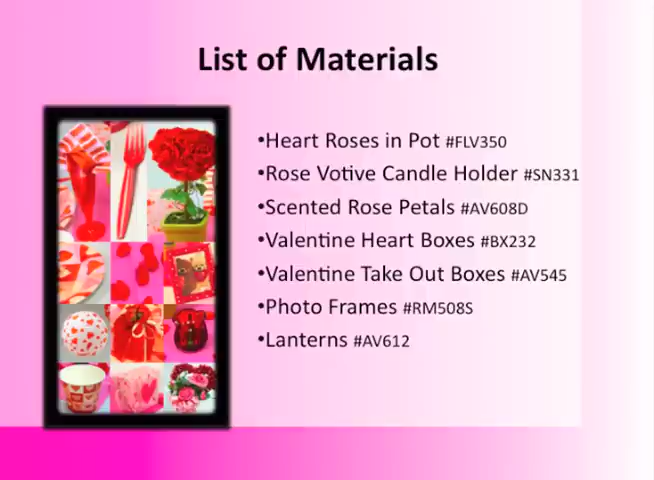 List of Materials
•Heart Roses in Pot #FLV350
•Rose Votive Candle Holder #SN331
•Scented Rose Petals #AV608D
•Valentine Heart Boxes #BX232
•Valentine Take Out Boxes #AV545
•Photo Frames #RM508S
•Lanterns #AV612